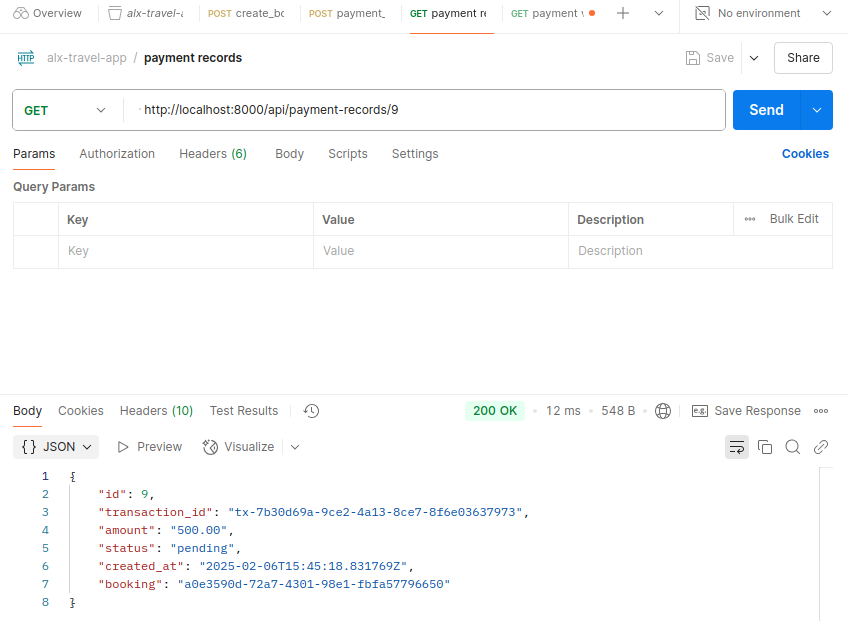 Overview alx-travel-a POST create_bo POST payment_ GET payment re GET payment v No environment
HTTP alx-travel-app / payment records Save Share
GET http://localhost:8000/api/payment-records/9 Send
Params Authorization Headers (6) Body Scripts Settings Cookies
Query Params
Key Value Description Bulk Edit
Key Value Description
Body Cookies Headers (10) Test Results 200 OK 12 ms 548 B e.g. Save Response
{} JSON Preview Visualize
1 {
2 "id": 9,
3 "transaction_id": "tx-7b30d69a-9ce2-4a13-8ce7-8f6e03637973",
4 "amount": "500.00",
5 "status": "pending",
6 "created_at": "2025-02-06T15:45:18.831769Z",
7 "booking": "a0e3590d-72a7-4301-98e1-fbfa57796650"
8 }